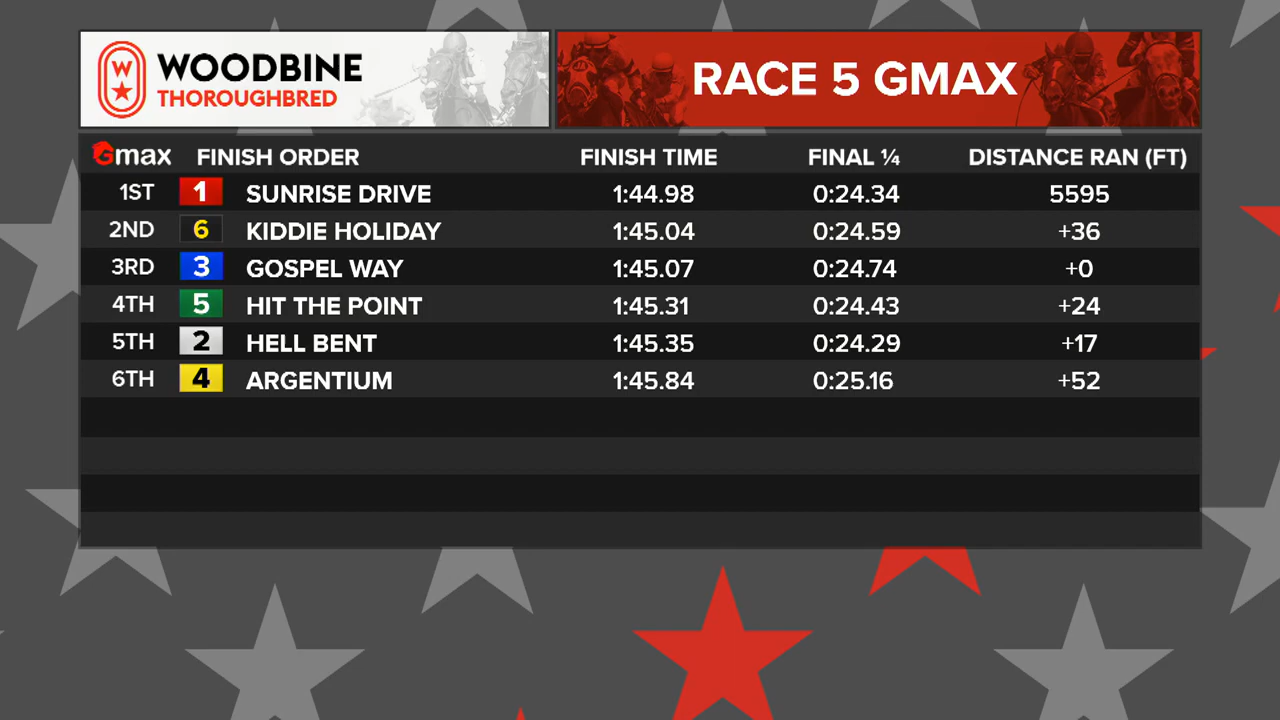 W
WOODBINE
THOROUGHBRED
RACE 5 GMAX
Gmax FINISH ORDER FINISH TIME FINAL ¼ DISTANCE RAN (FT)
1ST 1 SUNRISE DRIVE 1:44.98 0:24.34 5595
2ND 6 KIDDIE HOLIDAY 1:45.04 0:24.59 +36
3RD 3 GOSPEL WAY 1:45.07 0:24.74 +0
4TH 5 HIT THE POINT 1:45.31 0:24.43 +24
5TH 2 HELL BENT 1:45.35 0:24.29 +17
6TH 4 ARGENTIUM 1:45.84 0:25.16 +52